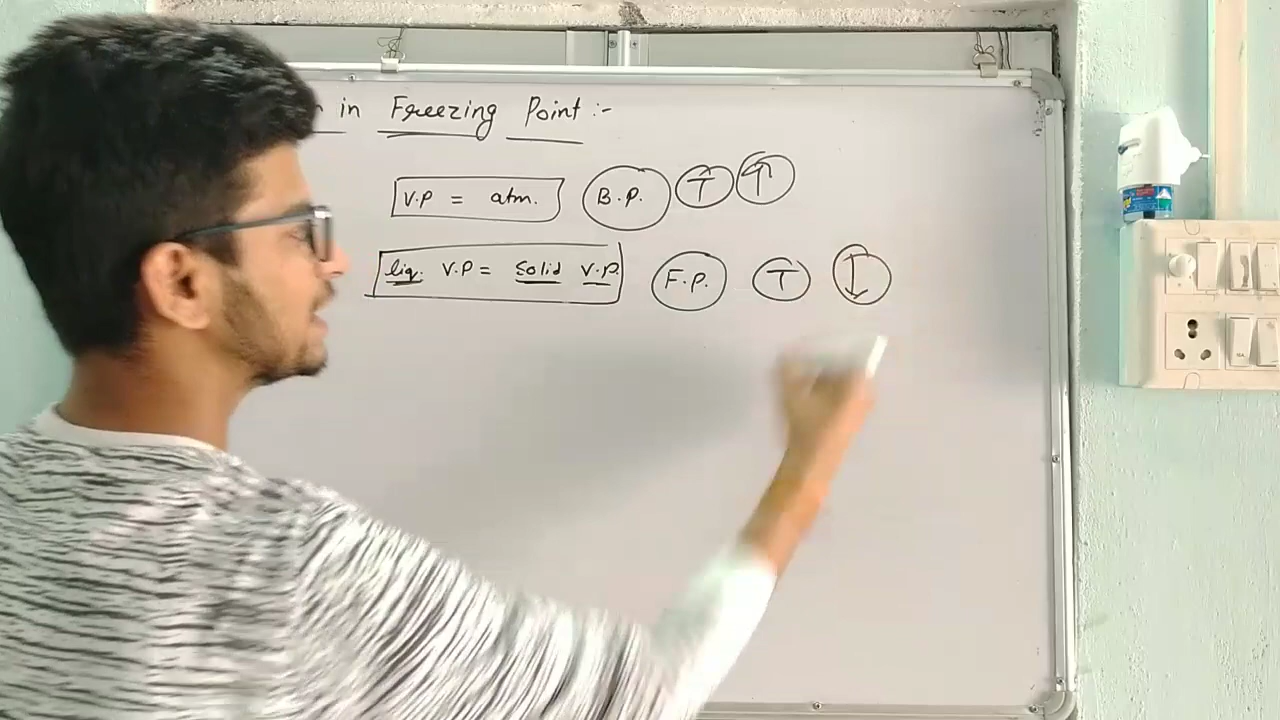 in Freezing Point :-
V.P = atm. B.P. T ↑
liq. V.P = Solid V.P. F.P. T ↓